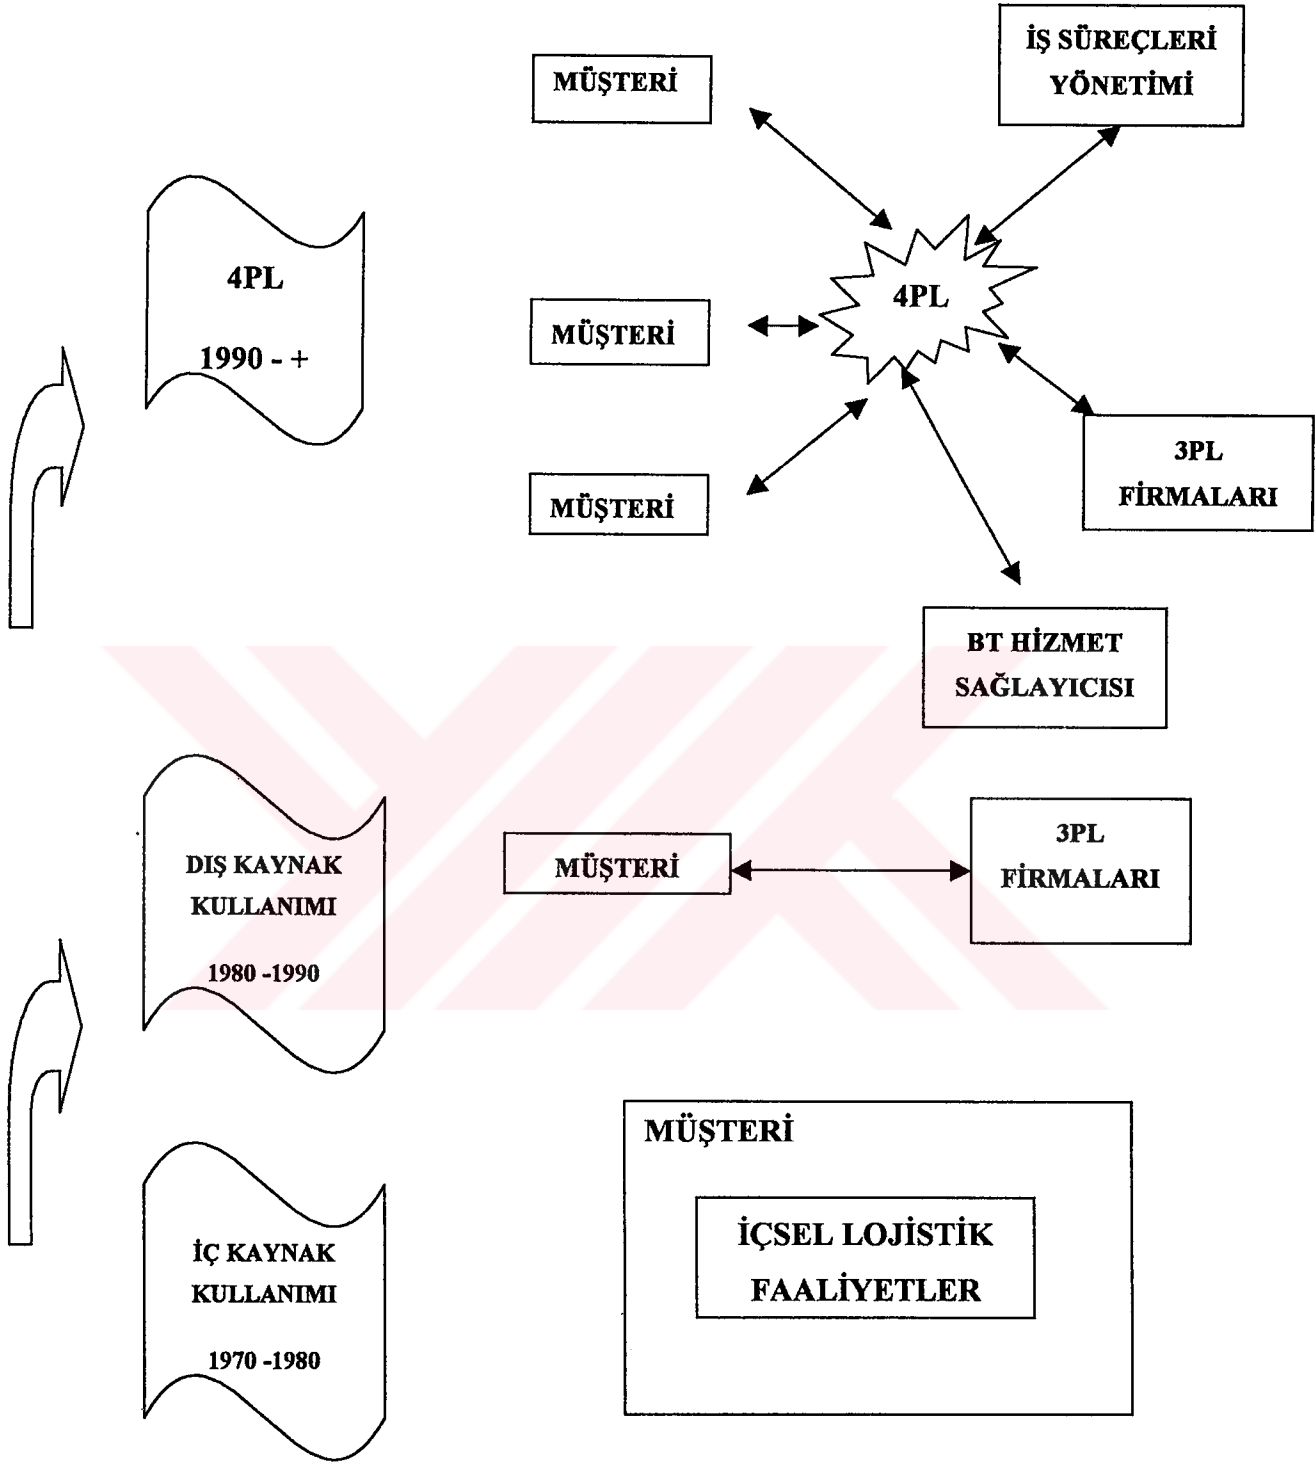 İŞ SÜREÇLERİ
YÖNETİMİ
MÜŞTERİ
4PL
1990 - +
4PL
MÜŞTERİ
3PL
FİRMALARI
MÜŞTERİ
BT HİZMET
SAĞLAYICISI
DIŞ KAYNAK
KULLANIMI
1980 -1990
MÜŞTERİ
3PL
FİRMALARI
İÇ KAYNAK
KULLANIMI
1970 -1980
MÜŞTERİ
İÇSEL LOJİSTİK
FAALİYETLER